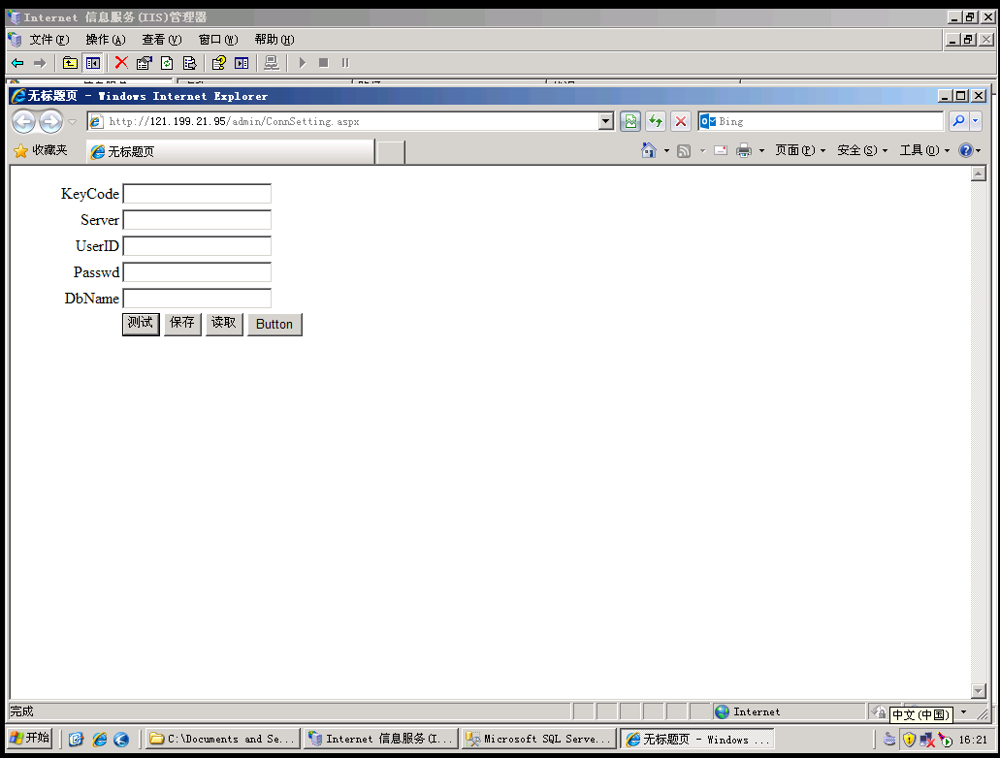 Internet 信息服务(IIS)管理器
文件(F) 操作(A) 查看(V) 窗口(W) 帮助(H)
无标题页 - Windows Internet Explorer
http://121.199.21.95/admin/ConnSetting.aspx
Bing
收藏夹
无标题页
页面(P) 安全(S) 工具(O)
KeyCode
Server
UserID
Passwd
DbName
测试 保存 读取 Button
完成
Internet
中文(中国)
开始
C:\Documents and Se...
Internet 信息服务(I...
Microsoft SQL Serve...
无标题页 - Windows ...
16:21